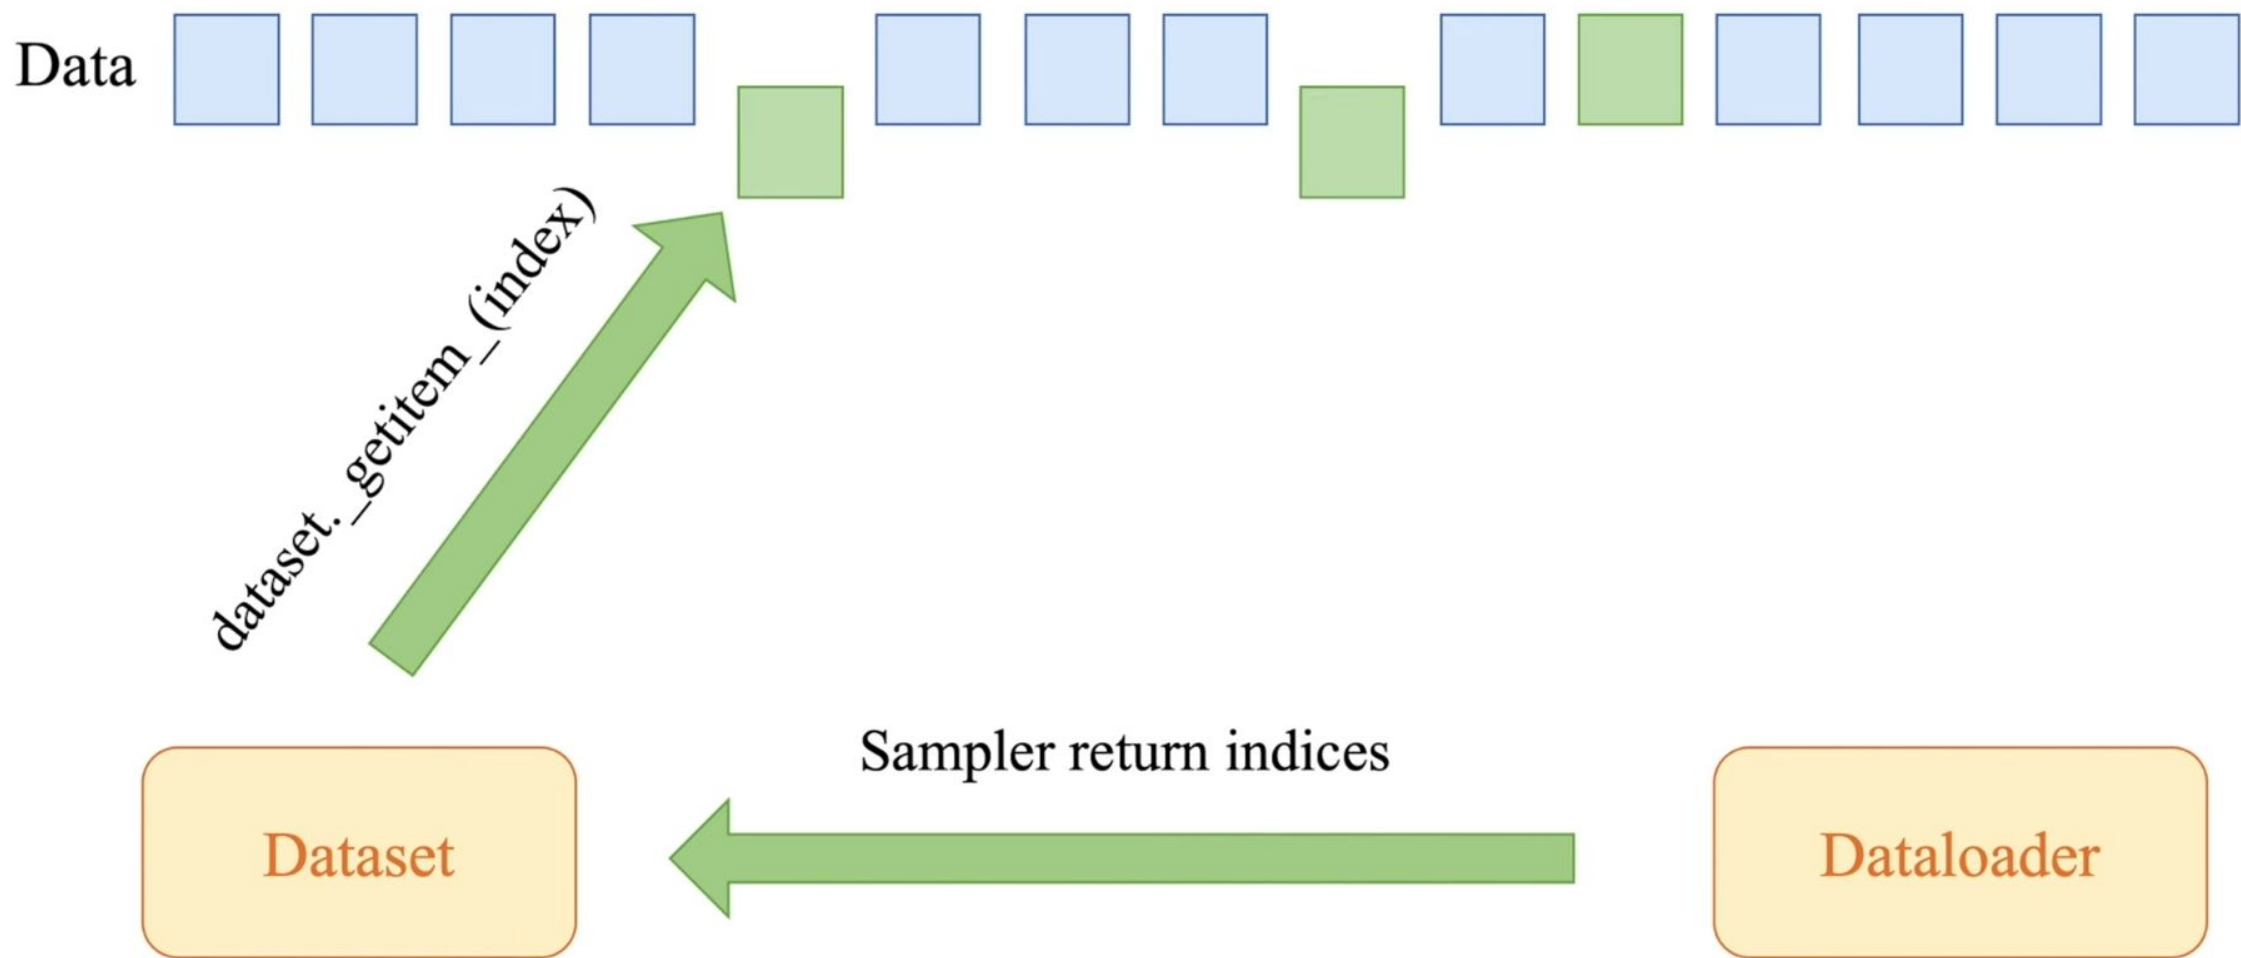 Data
dataset._getitem_(index)
Sampler return indices
Dataset
Dataloader